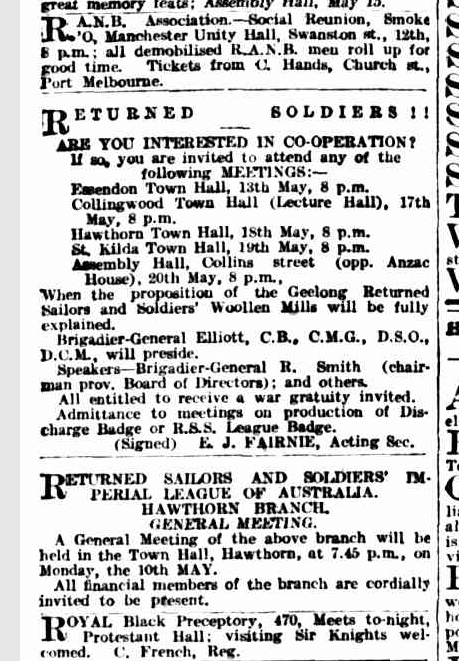 great memory feats; Assembly Hall, May 15.
R.A.N.B. Association.—Social Reunion, Smoke
'O, Manchester Unity Hall, Swanston st., 12th,
8 p.m.; all demobilised R.A.N.B. men roll up for
good time. Tickets from C. Hands, Church st.,
Port Melbourne.
RETURNED SOLDIERS!!
ARE YOU INTERESTED IN CO-OPERATION?
If so, you are invited to attend any of the
following MEETINGS:—
Essendon Town Hall, 13th May, 8 p.m.
Collingwood Town Hall (Lecture Hall), 17th
May, 8 p.m.
Hawthorn Town Hall, 18th May, 8 p.m.
St. Kilda Town Hall, 19th May, 8 p.m.
Assembly Hall, Collins street (opp. Anzac
House), 20th May, 8 p.m.,
When the proposition of the Geelong Returned
Sailors and Soldiers' Woollen Mills will be fully
explained.
Brigadier-General Elliott, C.B., C.M.G., D.S.O.,
D.C.M., will preside.
Speakers—Brigadier-General R. Smith (chair-
man prov. Board of Directors); and others.
All entitled to receive a war gratuity invited.
Admittance to meetings on production of Dis-
charge Badge or R.S.S. League Badge.
(Signed) E. J. FAIRNIE, Acting Sec.
RETURNED SAILORS AND SOLDIERS' IM-
PERIAL LEAGUE OF AUSTRALIA.
HAWTHORN BRANCH.
GENERAL MEETING.
A General Meeting of the above branch will be
held in the Town Hall, Hawthorn, at 7.45 p.m., on
Monday, the 10th MAY.
All financial members of the branch are cordially
invited to be present.
ROYAL Black Preceptory, 470, Meets to-night,
Protestant Hall; visiting Sir Knights wel-
comed. C. French, Reg.